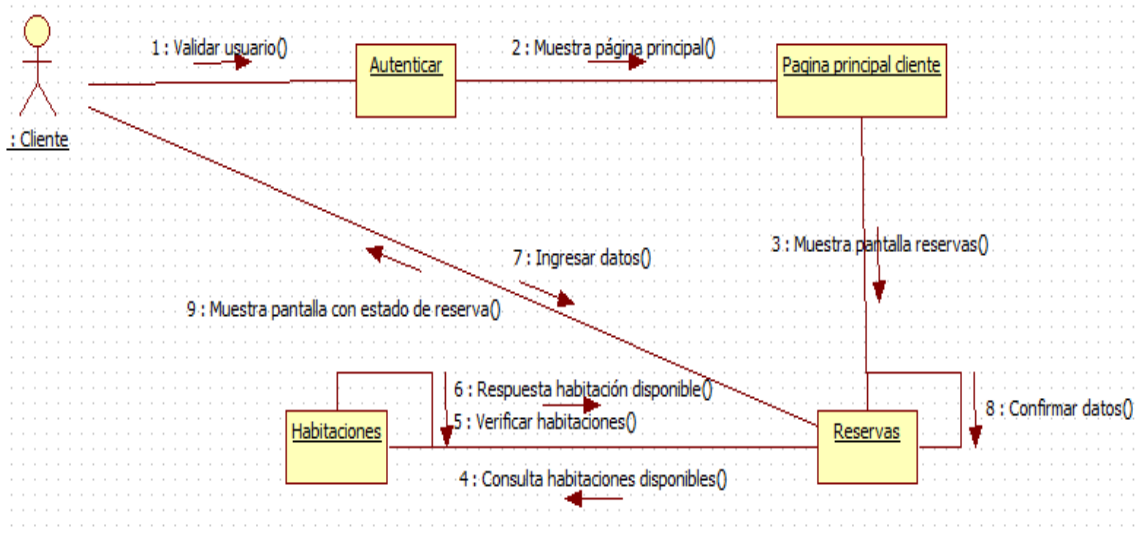 1 : Validar usuario()
2 : Muestra página principal()
Autenticar
Pagina principal cliente
: Cliente
3 : Muestra pantalla reservas()
7 : Ingresar datos()
9 : Muestra pantalla con estado de reserva()
6 : Respuesta habitación disponible()
8 : Confirmar datos()
5 : Verificar habitaciones()
Habitaciones
Reservas
4 : Consulta habitaciones disponibles()